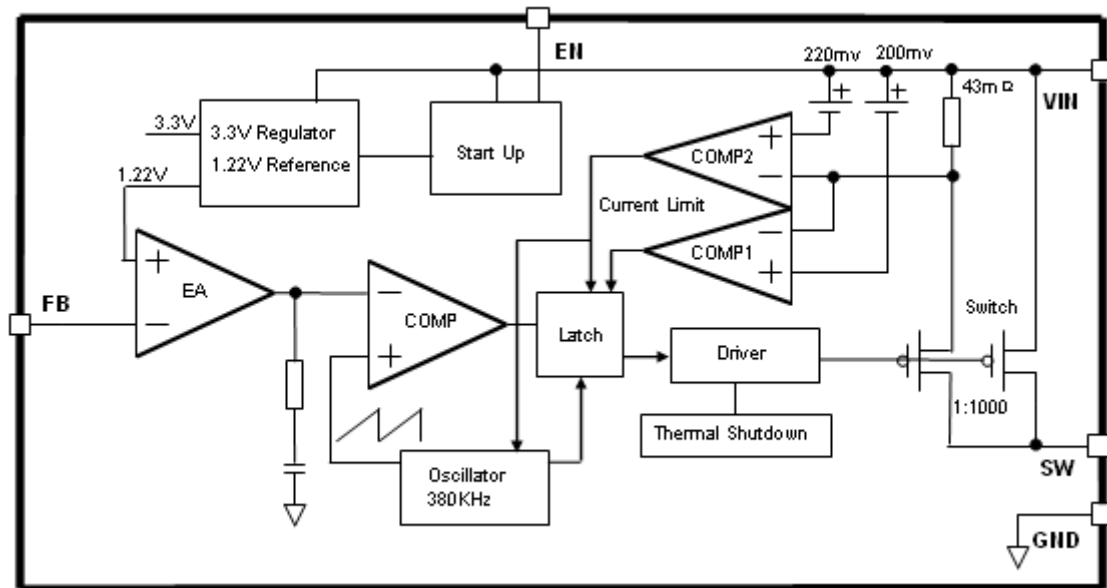 EN
220mv
200mv
43mΩ
VIN
3.3V
3.3V Regulator
1.22V Reference
Start Up
1.22V
+
+
+
COMP2
−
Current Limit
−
COMP1
+
+
EA
−
FB
−
COMP
+
Latch
Driver
Switch
1:1000
Thermal Shutdown
Oscillator
380KHz
SW
GND